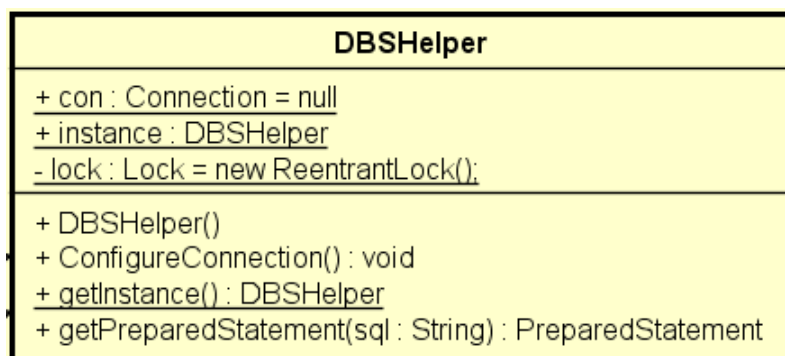 DBSHelper
+ con : Connection = null
+ instance : DBSHelper
- lock : Lock = new ReentrantLock();
+ DBSHelper()
+ ConfigureConnection() : void
+ getInstance() : DBSHelper
+ getPreparedStatement(sql : String) : PreparedStatement